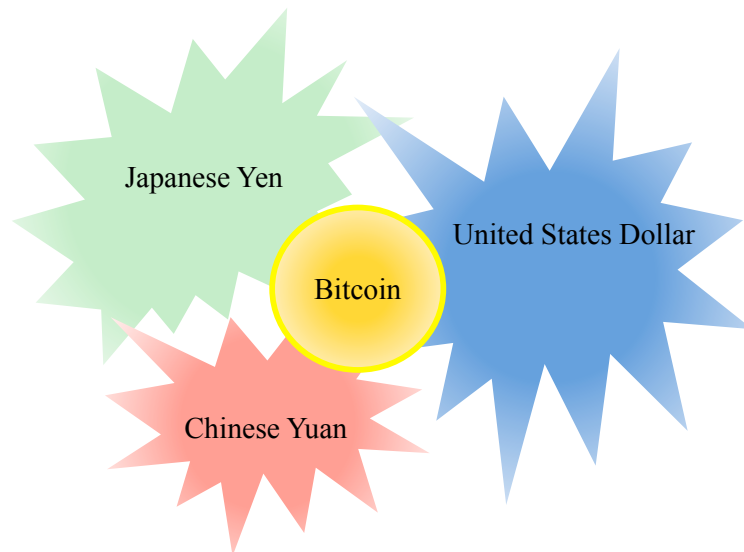 Japanese Yen
United States Dollar
Bitcoin
Chinese Yuan